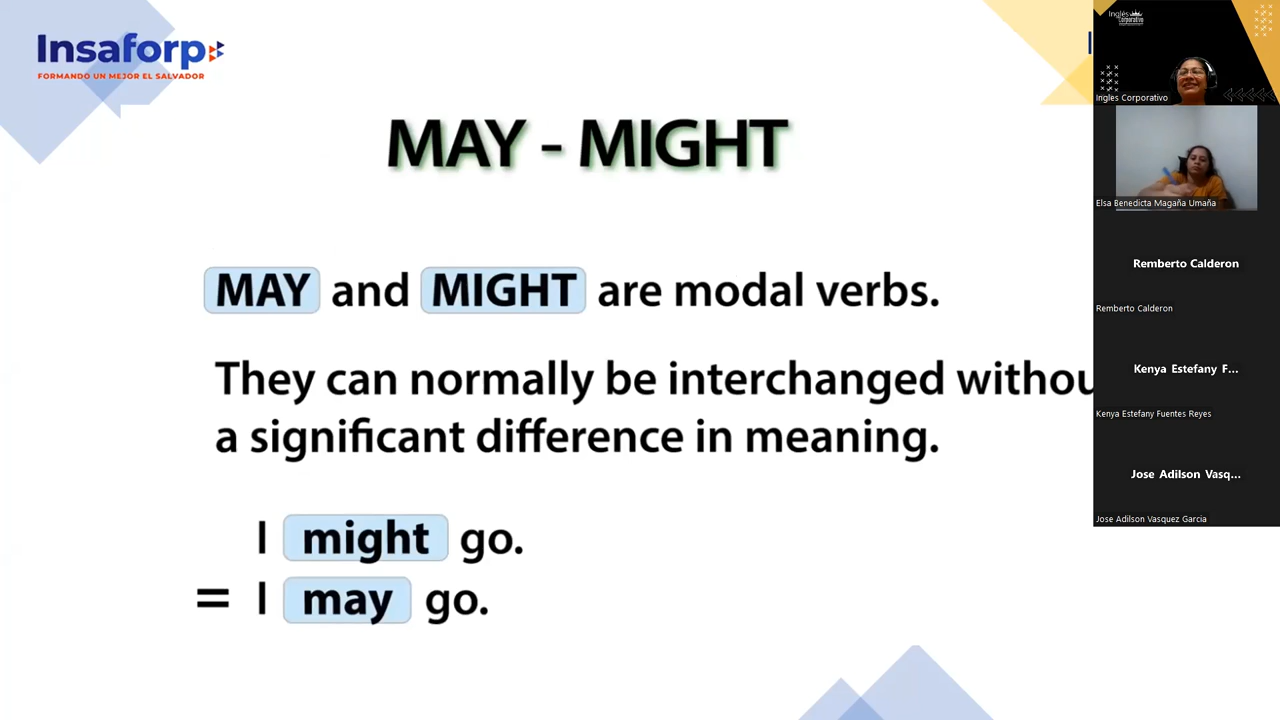 Insaforp
FORMANDO UN MEJOR EL SALVADOR
MAY - MIGHT
MAY and MIGHT are modal verbs.
They can normally be interchanged withou
a significant difference in meaning.
I might go.
= I may go.
Inglés
Corporativo
Ingles Corporativo
Elsa Benedicta Magaña Umaña
Remberto Calderon
Remberto Calderon
Kenya Estefany F...
Kenya Estefany Fuentes Reyes
Jose Adilson Vasq...
Jose Adilson Vasquez Garcia